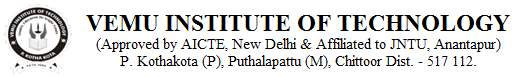 VEMU INSTITUTE OF TECHNOLOGY
(Approved by AICTE, New Delhi & Affiliated to JNTU, Anantapur)
P. Kothakota (P), Puthalapattu (M), Chittoor Dist. - 517 112.